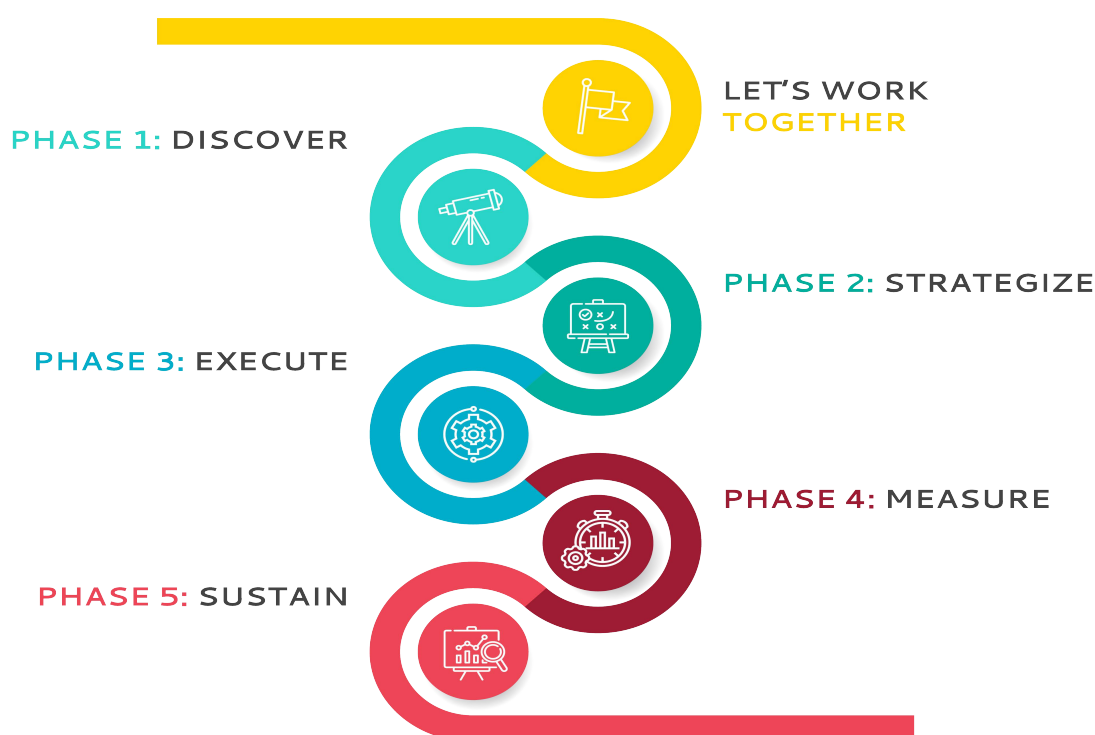 LET'S WORK
TOGETHER
PHASE 1: DISCOVER
PHASE 2: STRATEGIZE
PHASE 3: EXECUTE
PHASE 4: MEASURE
PHASE 5: SUSTAIN